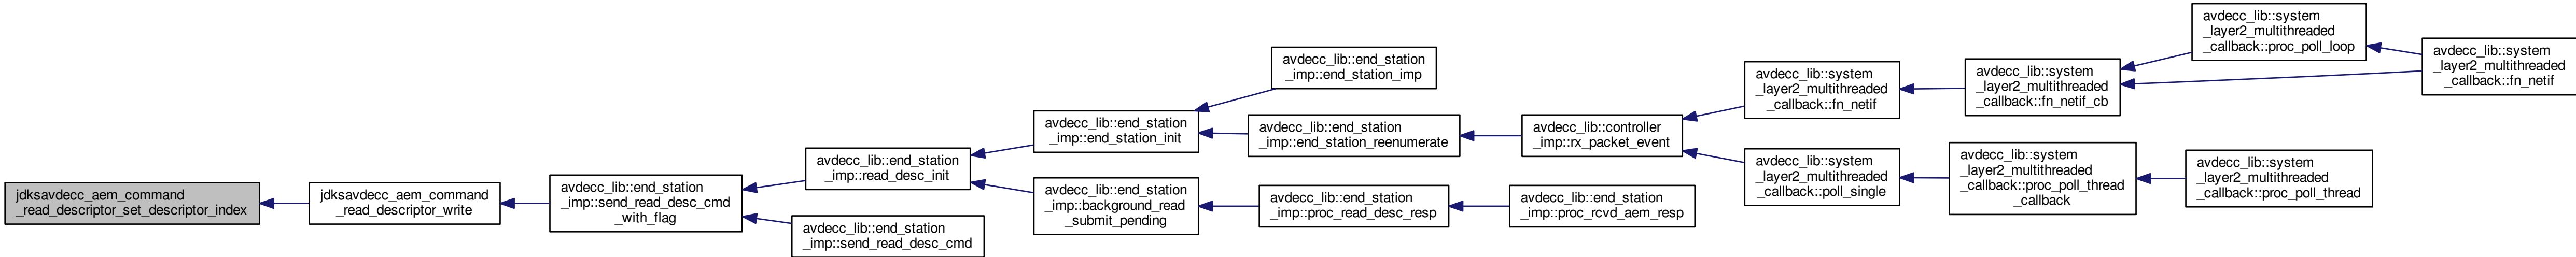 jdksavdecc_aem_command
_read_descriptor_set_descriptor_index
jdksavdecc_aem_command
_read_descriptor_write
avdecc_lib::end_station
_imp::send_read_desc_cmd
_with_flag
avdecc_lib::end_station
_imp::read_desc_init
avdecc_lib::end_station
_imp::send_read_desc_cmd
avdecc_lib::end_station
_imp::end_station_init
avdecc_lib::end_station
_imp::background_read
_submit_pending
avdecc_lib::end_station
_imp::end_station_imp
avdecc_lib::end_station
_imp::end_station_reenumerate
avdecc_lib::end_station
_imp::proc_read_desc_resp
avdecc_lib::controller
_imp::rx_packet_event
avdecc_lib::end_station
_imp::proc_rcvd_aem_resp
avdecc_lib::system
_layer2_multithreaded
_callback::fn_netif
avdecc_lib::system
_layer2_multithreaded
_callback::poll_single
avdecc_lib::system
_layer2_multithreaded
_callback::fn_netif_cb
avdecc_lib::system
_layer2_multithreaded
_callback::proc_poll_thread
_callback
avdecc_lib::system
_layer2_multithreaded
_callback::proc_poll_loop
avdecc_lib::system
_layer2_multithreaded
_callback::proc_poll_thread
avdecc_lib::system
_layer2_multithreaded
_callback::fn_netif